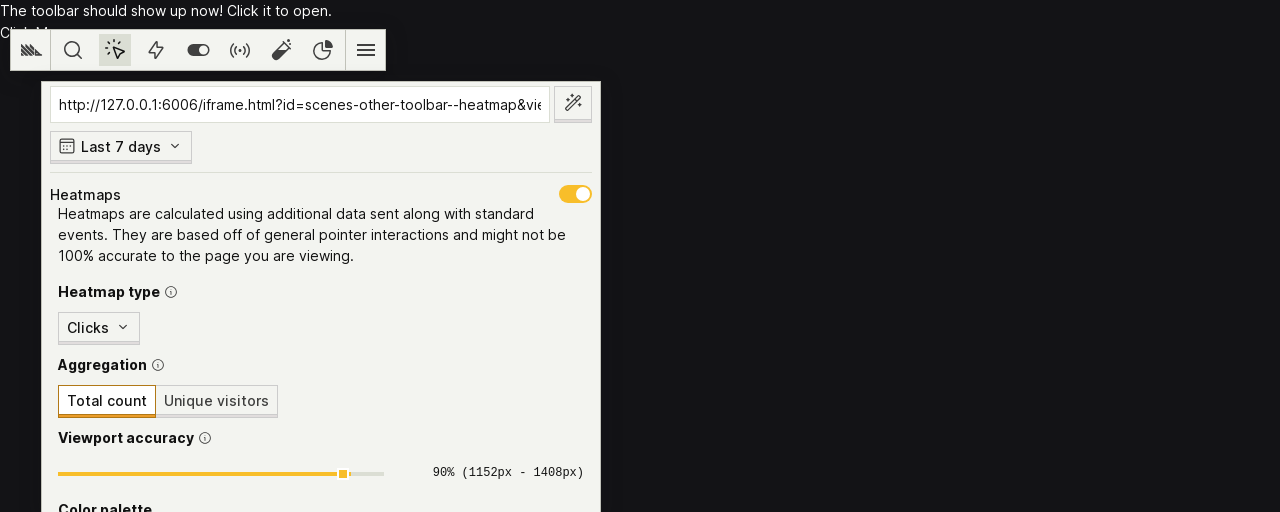 The toolbar should show up now! Click it to open.
http://127.0.0.1:6006/iframe.html?id=scenes-other-toolbar--heatmap&vie
Last 7 days
Heatmaps
Heatmaps are calculated using additional data sent along with standard
events. They are based off of general pointer interactions and might not be
100% accurate to the page you are viewing.
Heatmap type
Clicks
Aggregation
Total count
Unique visitors
Viewport accuracy
90% (1152px - 1408px)
Color palette